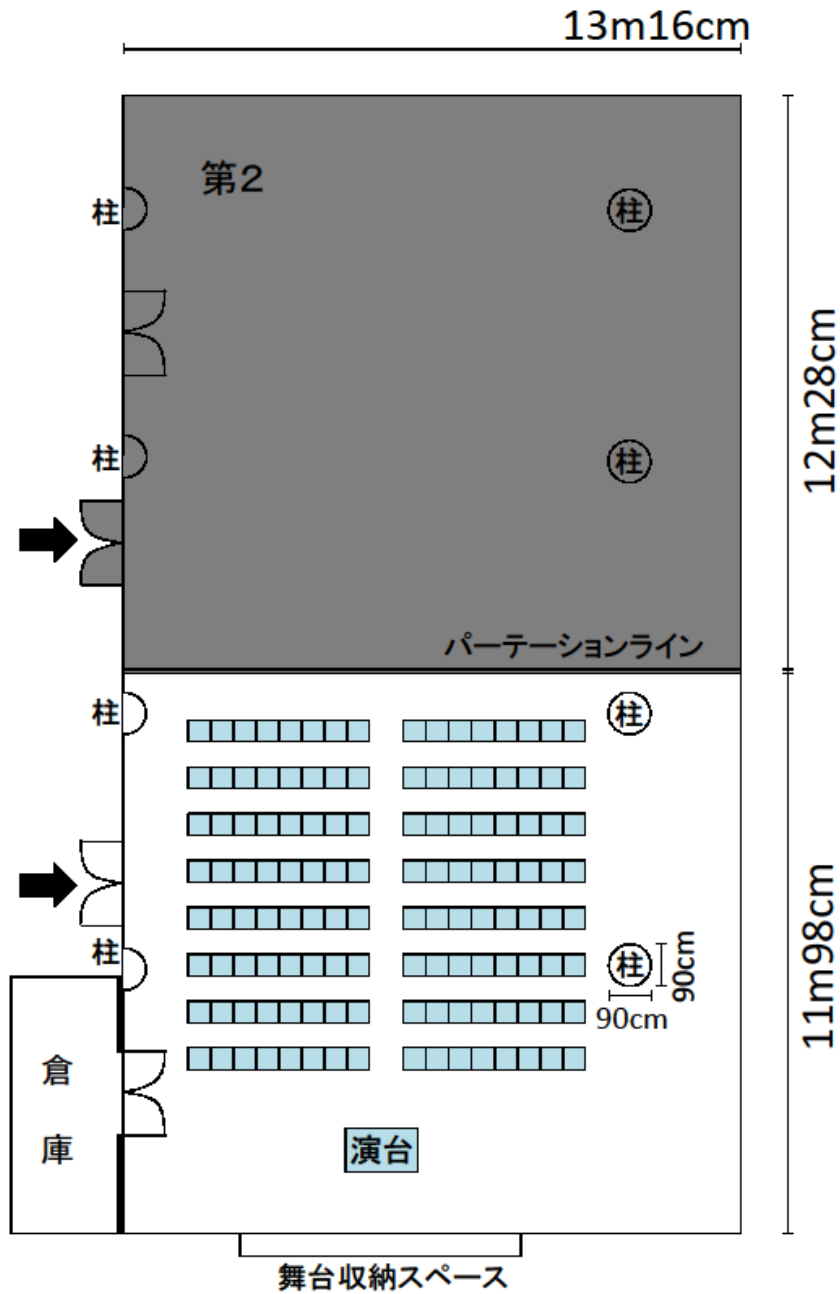 13m16cm
第2
柱
柱
12m28cm
柱
柱
パーテーションライン
柱
柱
11m98cm
柱
柱
90cm
90cm
倉
庫
演台
舞台収納スペース